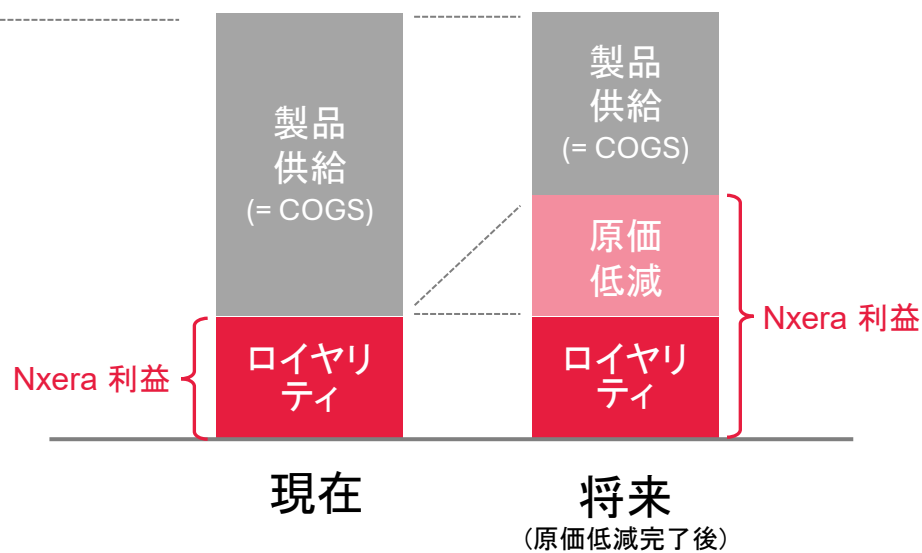 製品
供給
(= COGS)
ロイヤリ
ティ
Nxera 利益
現在
製品
供給
(= COGS)
原価
低減
ロイヤリ
ティ
Nxera 利益
将来
(原価低減完了後)